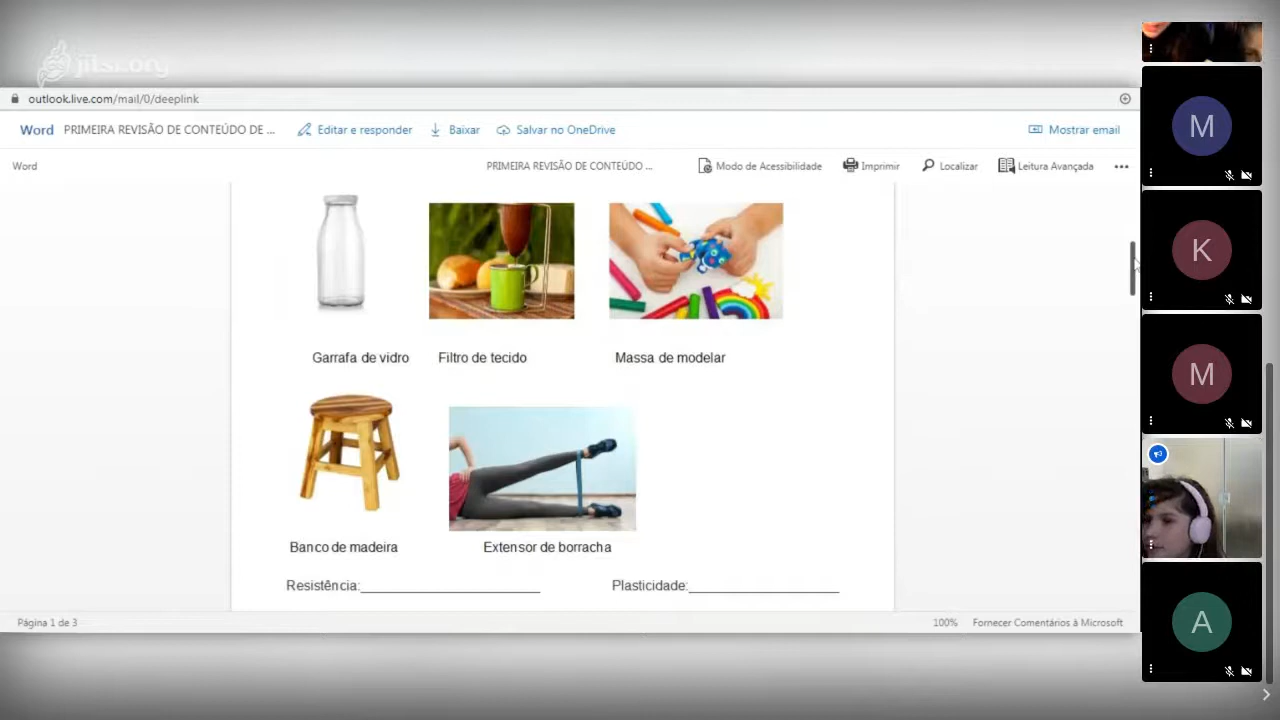 jitsi.org
outlook.live.com/mail/0/deeplink
Word PRIMEIRA REVISÃO DE CONTEÚDO DE ... Editar e responder Baixar Salvar no OneDrive Mostrar email
Word PRIMEIRA REVISÃO DE CONTEÚDO ... Modo de Acessibilidade Imprimir Localizar Leitura Avançada
Garrafa de vidro Filtro de tecido Massa de modelar
Banco de madeira Extensor de borracha
Resistência:_______________________ Plasticidade:___________________
Página 1 de 3 100% Fornecer Comentários à Microsoft
M
K
M
A